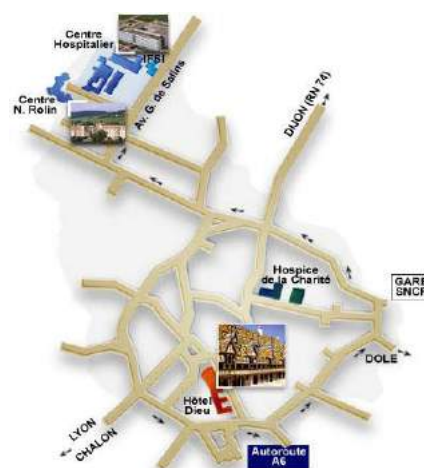 Centre
Hospitalier
IFSI
Centre
N. Rolin
Av. G. de Salins
DIJON (RN 74)
Hospice
de la Charité
GARE
SNCF
DOLE
Hôtel
Dieu
LYON
CHALON
Autoroute
A6